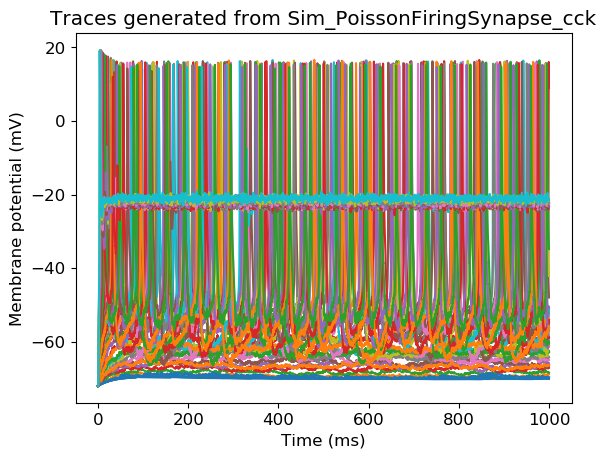 Traces generated from Sim_PoissonFiringSynapse_cck
Membrane potential (mV)
20
0
−20
−40
−60
0 200 400 600 800 1000
Time (ms)